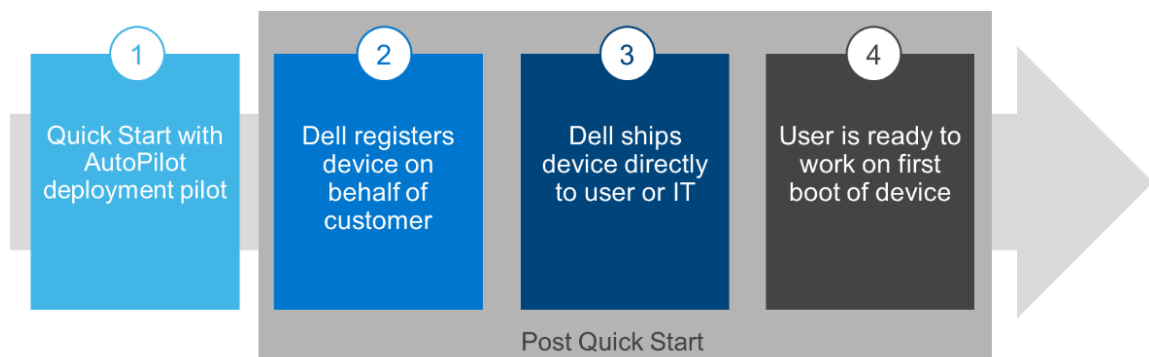 1
Quick Start with
AutoPilot
deployment pilot
2
Dell registers
device on
behalf of
customer
3
Dell ships
device directly
to user or IT
4
User is ready to
work on first
boot of device
Post Quick Start